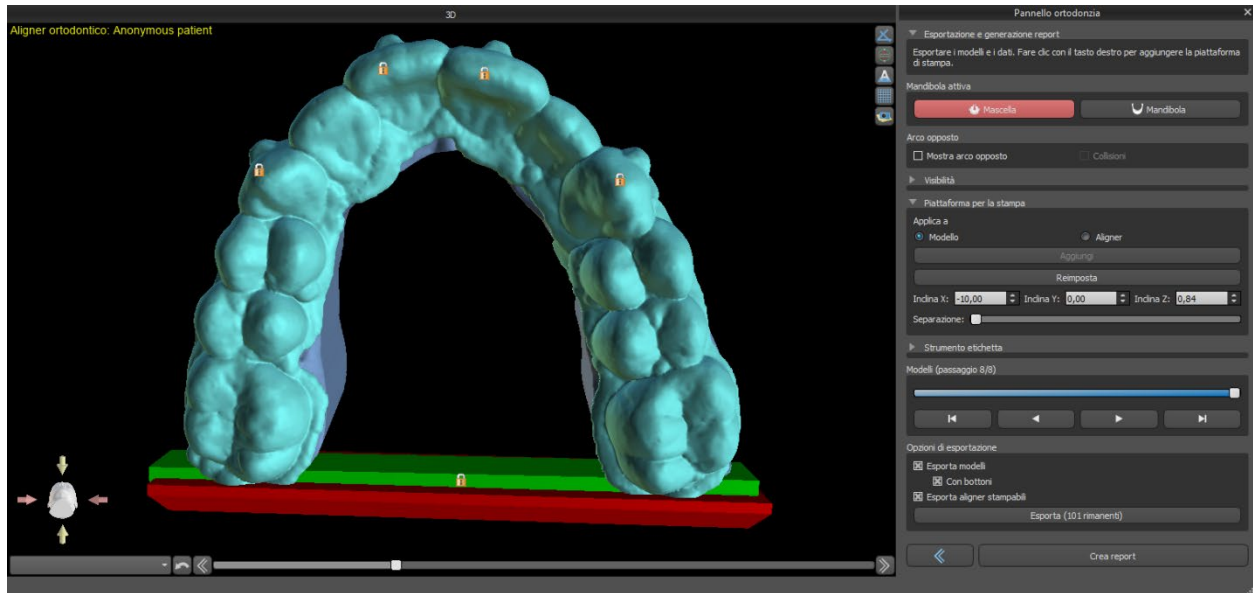 3D
Aligner ortodontico: Anonymous patient
Pannello ortodonzia
Esportazione e generazione report
Esportare i modelli e i dati. Fare clic con il tasto destro per aggiungere la piattaforma
di stampa.
Mandibola attiva
Mascella
Mandibola
Arco opposto
Mostra arco opposto
Collisioni
Visibilità
Piattaforma per la stampa
Applica a
Modello
Aligner
Aggiungi
Reimposta
Indina X: -10,00 Indina Y: 0,00 Indina Z: 0,84
Separazione:
Strumento etichetta
Modelli (passaggio 8/8)
Opzioni di esportazione
Esporta modelli
Con bottoni
Esporta aligner stampabili
Esporta (101 rimanenti)
Crea report